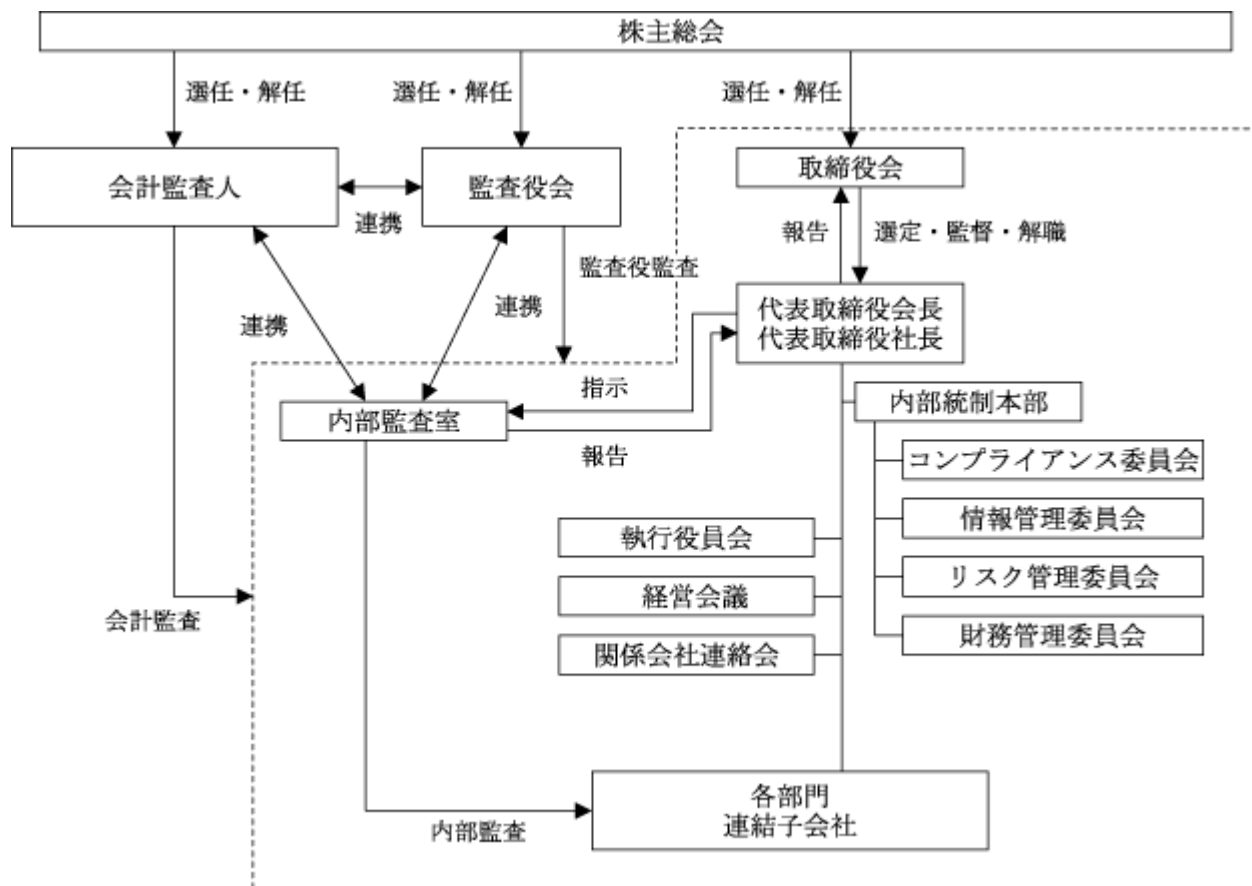 株主総会
選任・解任
選任・解任
選任・解任
会計監査人
監査役会
取締役会
連携
報告
選定・監督・解職
監査役監査
連携
連携
代表取締役会長
代表取締役社長
指示
内部監査室
報告
内部統制本部
コンプライアンス委員会
情報管理委員会
執行役員会
リスク管理委員会
経営会議
会計監査
財務管理委員会
関係会社連絡会
各部門
連結子会社
内部監査